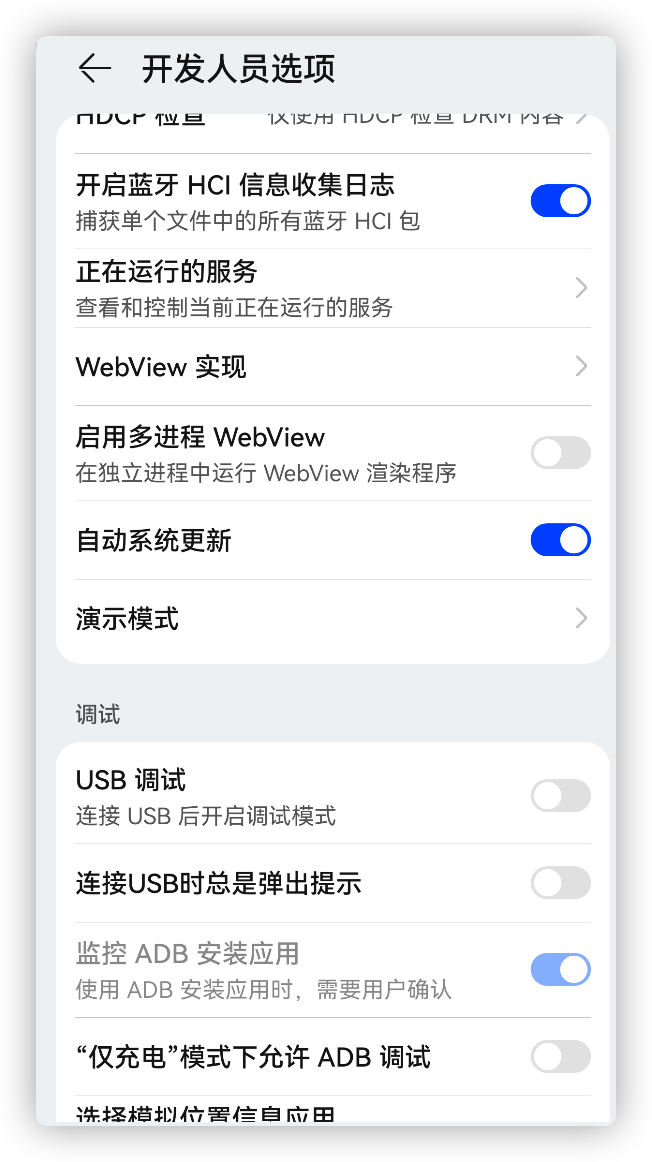 开发人员选项
HDCP 检查
仅使用 HDCP 检查 DRM 内容
开启蓝牙 HCI 信息收集日志
捕获单个文件中的所有蓝牙 HCI 包
正在运行的服务
查看和控制当前正在运行的服务
WebView 实现
启用多进程 WebView
在独立进程中运行 WebView 渲染程序
自动系统更新
演示模式
调试
USB 调试
连接 USB 后开启调试模式
连接USB时总是弹出提示
监控 ADB 安装应用
使用 ADB 安装应用时，需要用户确认
“仅充电”模式下允许 ADB 调试
选择模拟位置信息应用